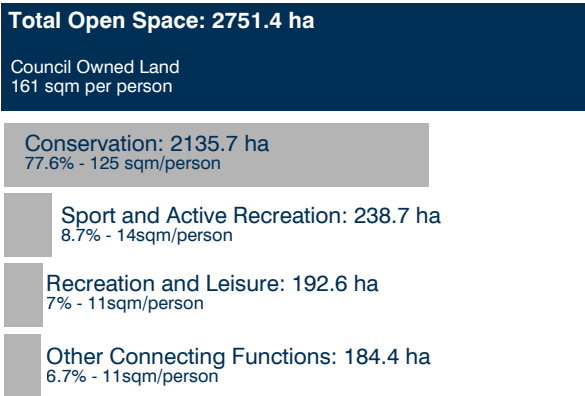 Total Open Space: 2751.4 ha
Council Owned Land
161 sqm per person
Conservation: 2135.7 ha
77.6% - 125 sqm/person
Sport and Active Recreation: 238.7 ha
8.7% - 14sqm/person
Recreation and Leisure: 192.6 ha
7% - 11sqm/person
Other Connecting Functions: 184.4 ha
6.7% - 11sqm/person